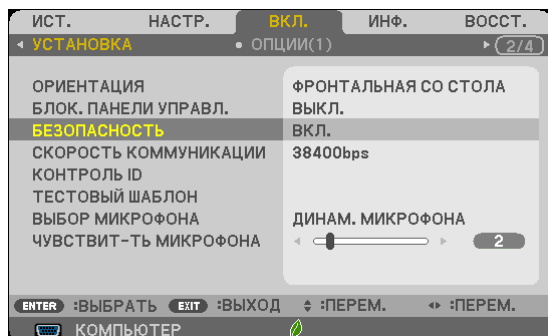 ИСТ. НАСТР. ВКЛ. ИНФ. ВОССТ.
УСТАНОВКА • ОПЦИИ(1) 2/4
ОРИЕНТАЦИЯ ФРОНТАЛЬНАЯ СО СТОЛА
БЛОК. ПАНЕЛИ УПРАВЛ. ВЫКЛ.
БЕЗОПАСНОСТЬ ВКЛ.
СКОРОСТЬ КОММУНИКАЦИИ 38400bps
КОНТРОЛЬ ID
ТЕСТОВЫЙ ШАБЛОН
ВЫБОР МИКРОФОНА ДИНАМ. МИКРОФОНА
ЧУВСТВИТ-ТЬ МИКРОФОНА 2
ENTER :ВЫБРАТЬ EXIT :ВЫХОД :ПЕРЕМ. :ПЕРЕМ.
КОМПЬЮТЕР